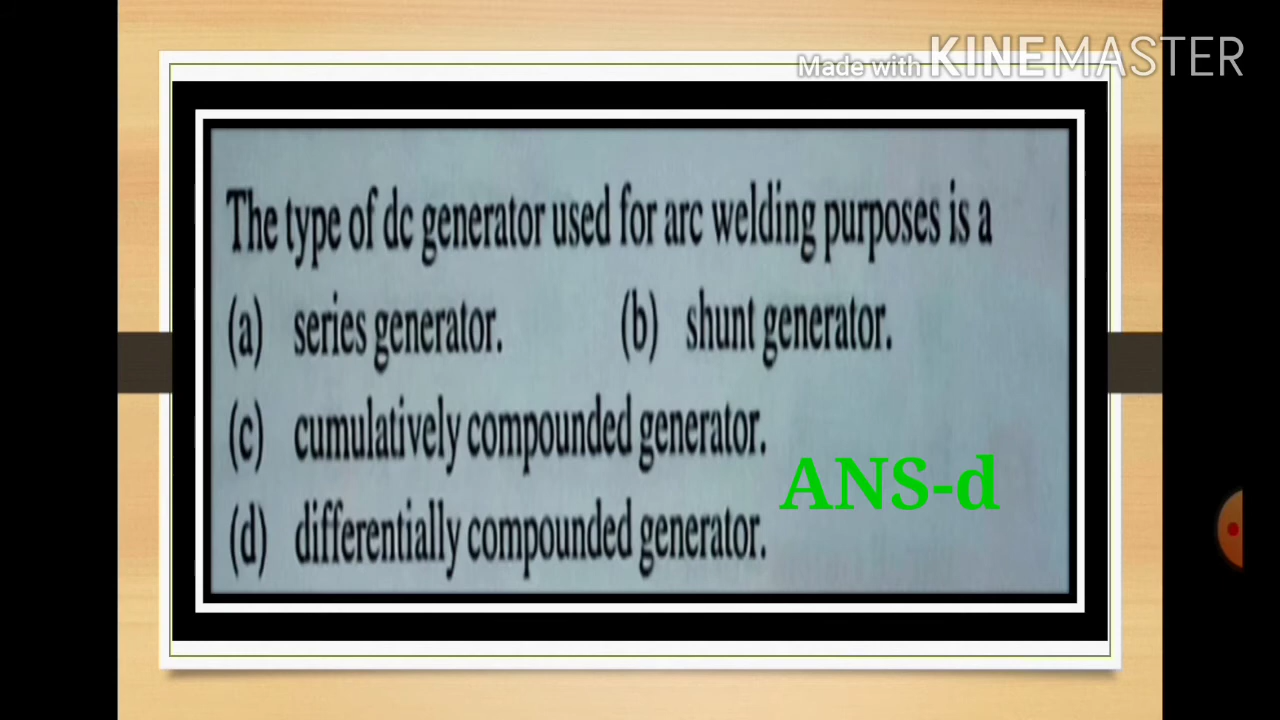 Made with KINEMASTER
The type of dc generator used for arc welding purposes is a
(a) series generator. (b) shunt generator.
(c) cumulatively compounded generator.
ANS-d
(d) differentially compounded generator.